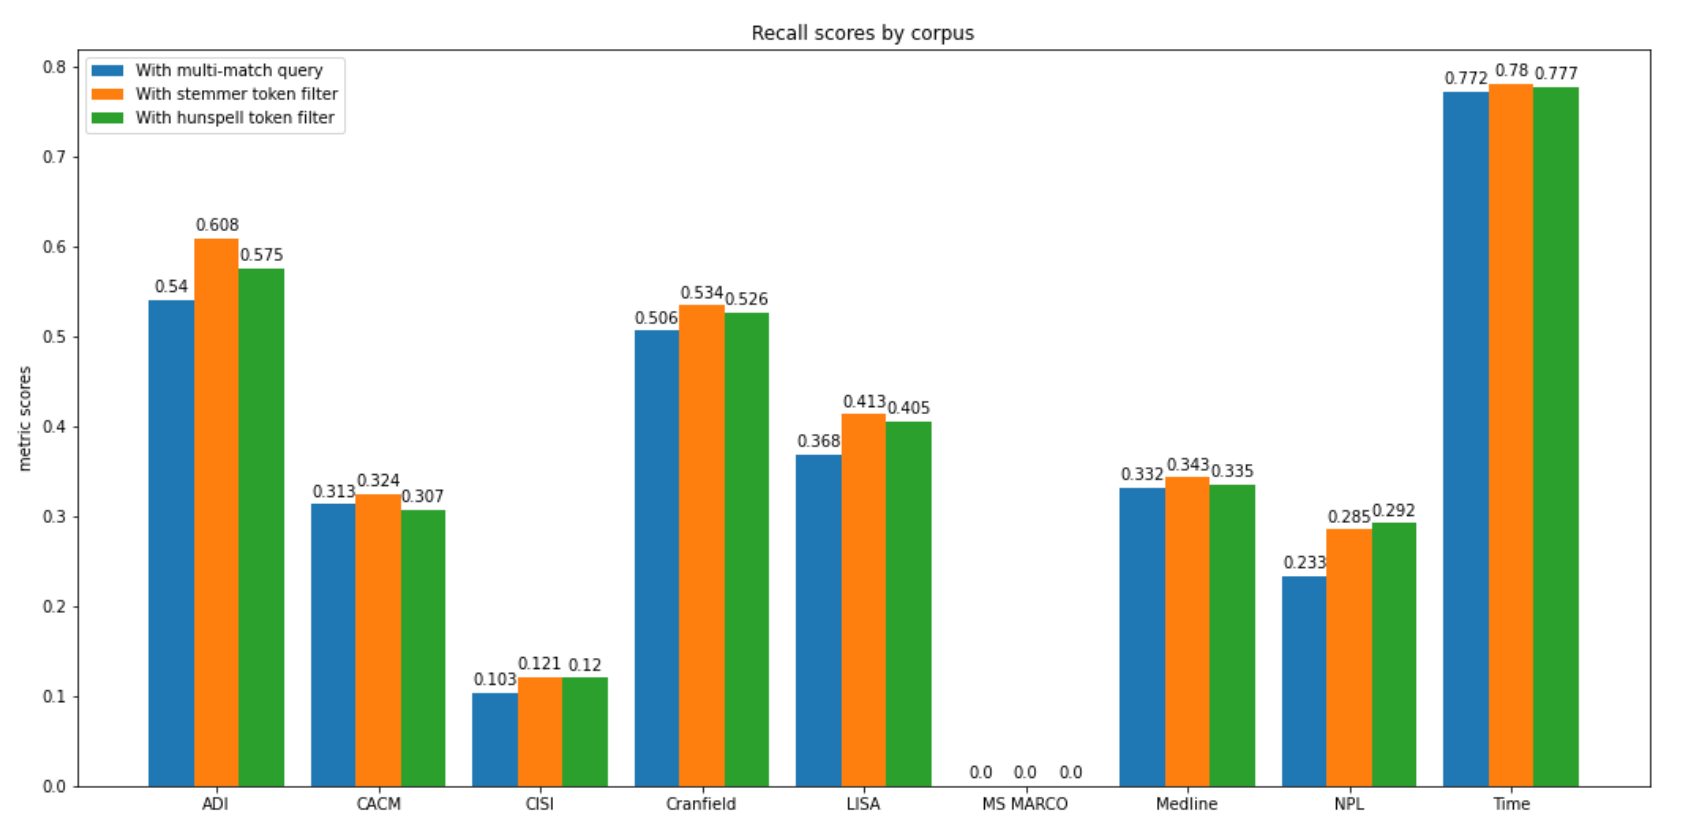 Recall scores by corpus
With multi-match query
With stemmer token filter
With hunspell token filter
metric scores
0.8
0.7
0.6
0.5
0.4
0.3
0.2
0.1
0.0
0.54 0.608 0.575
0.313 0.324 0.307
0.103 0.121 0.12
0.506 0.534 0.526
0.368 0.413 0.405
0.0 0.0 0.0
0.332 0.343 0.335
0.233 0.285 0.292
0.772 0.78 0.777
ADI CACM CISI Cranfield LISA MS MARCO Medline NPL Time